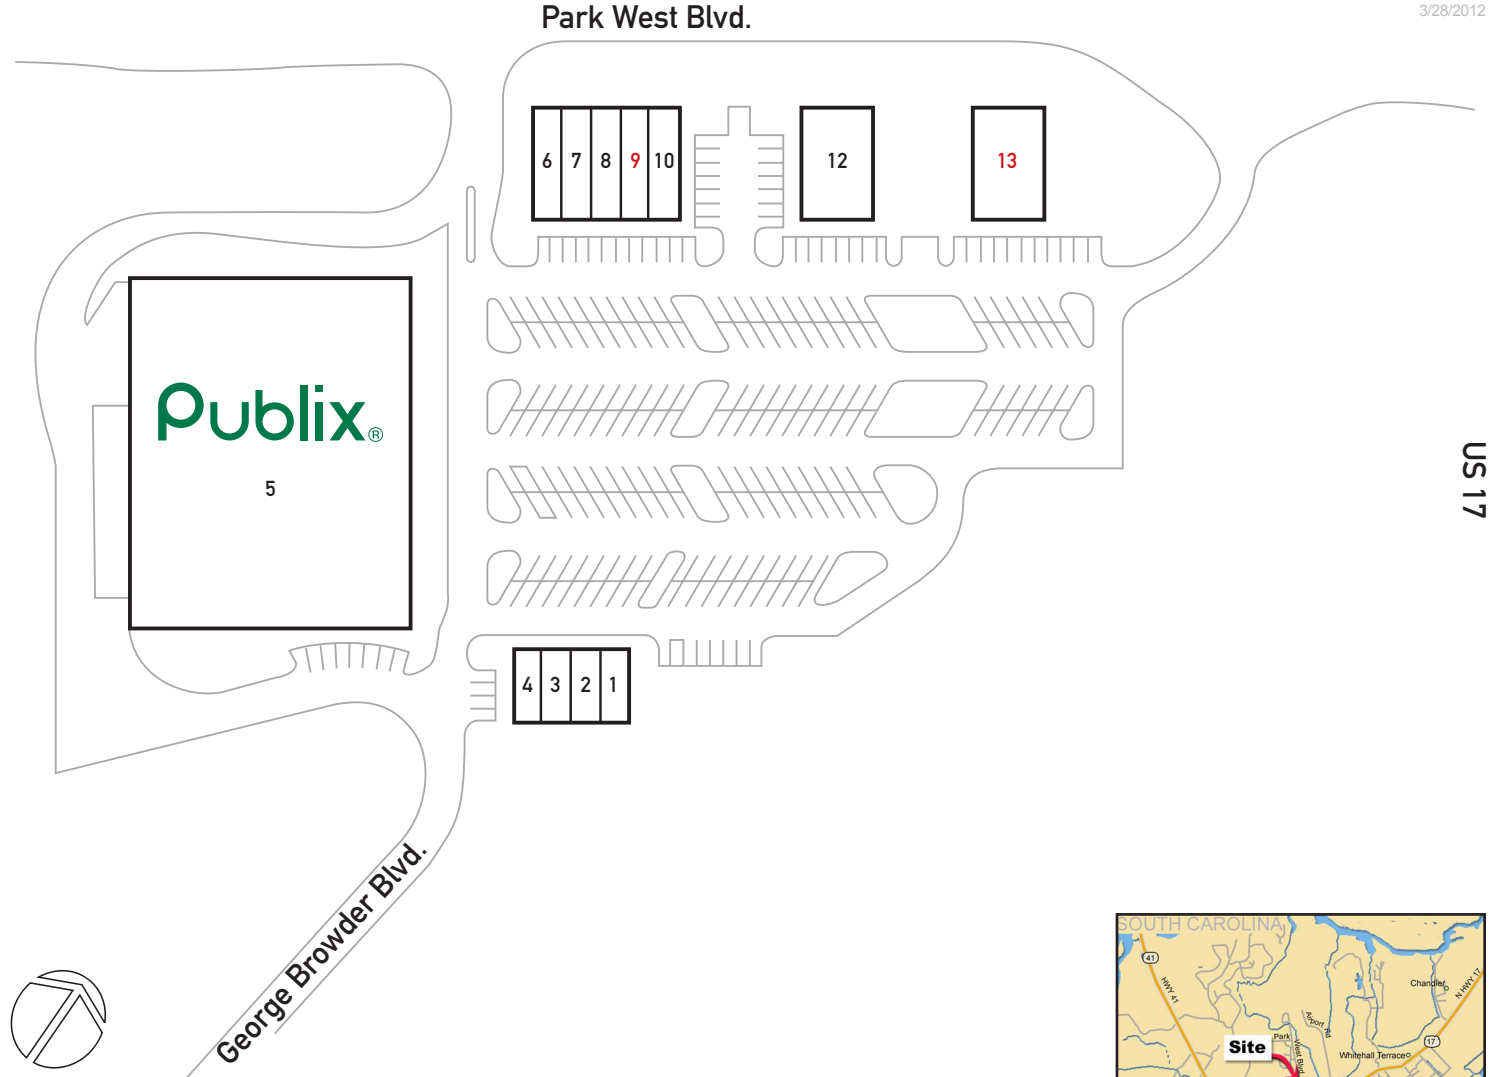 Park West Blvd.
3/28/2012
6 7 8 9 10
12
13
Publix®
5
US 17
4 3 2 1
George Browder Blvd.
SOUTH CAROLINA
41
HWY 41
Chandler
N HWY 17
Airport Rd
Park
West Blvd
17
Site
Whitehall Terrace